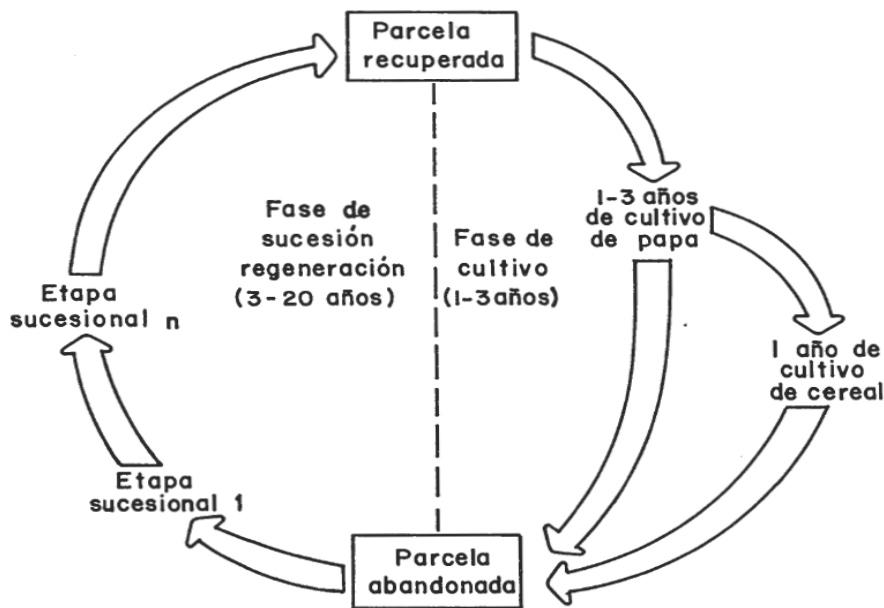 Parcela
recuperada
1-3 años
de cultivo
de papa
Fase de
sucesión
regeneración
(3-20 años)
Fase de
cultivo
(1-3años)
Etapa
sucesional n
1 año de
cultivo
de cereal
Etapa
sucesional 1
Parcela
abandonada